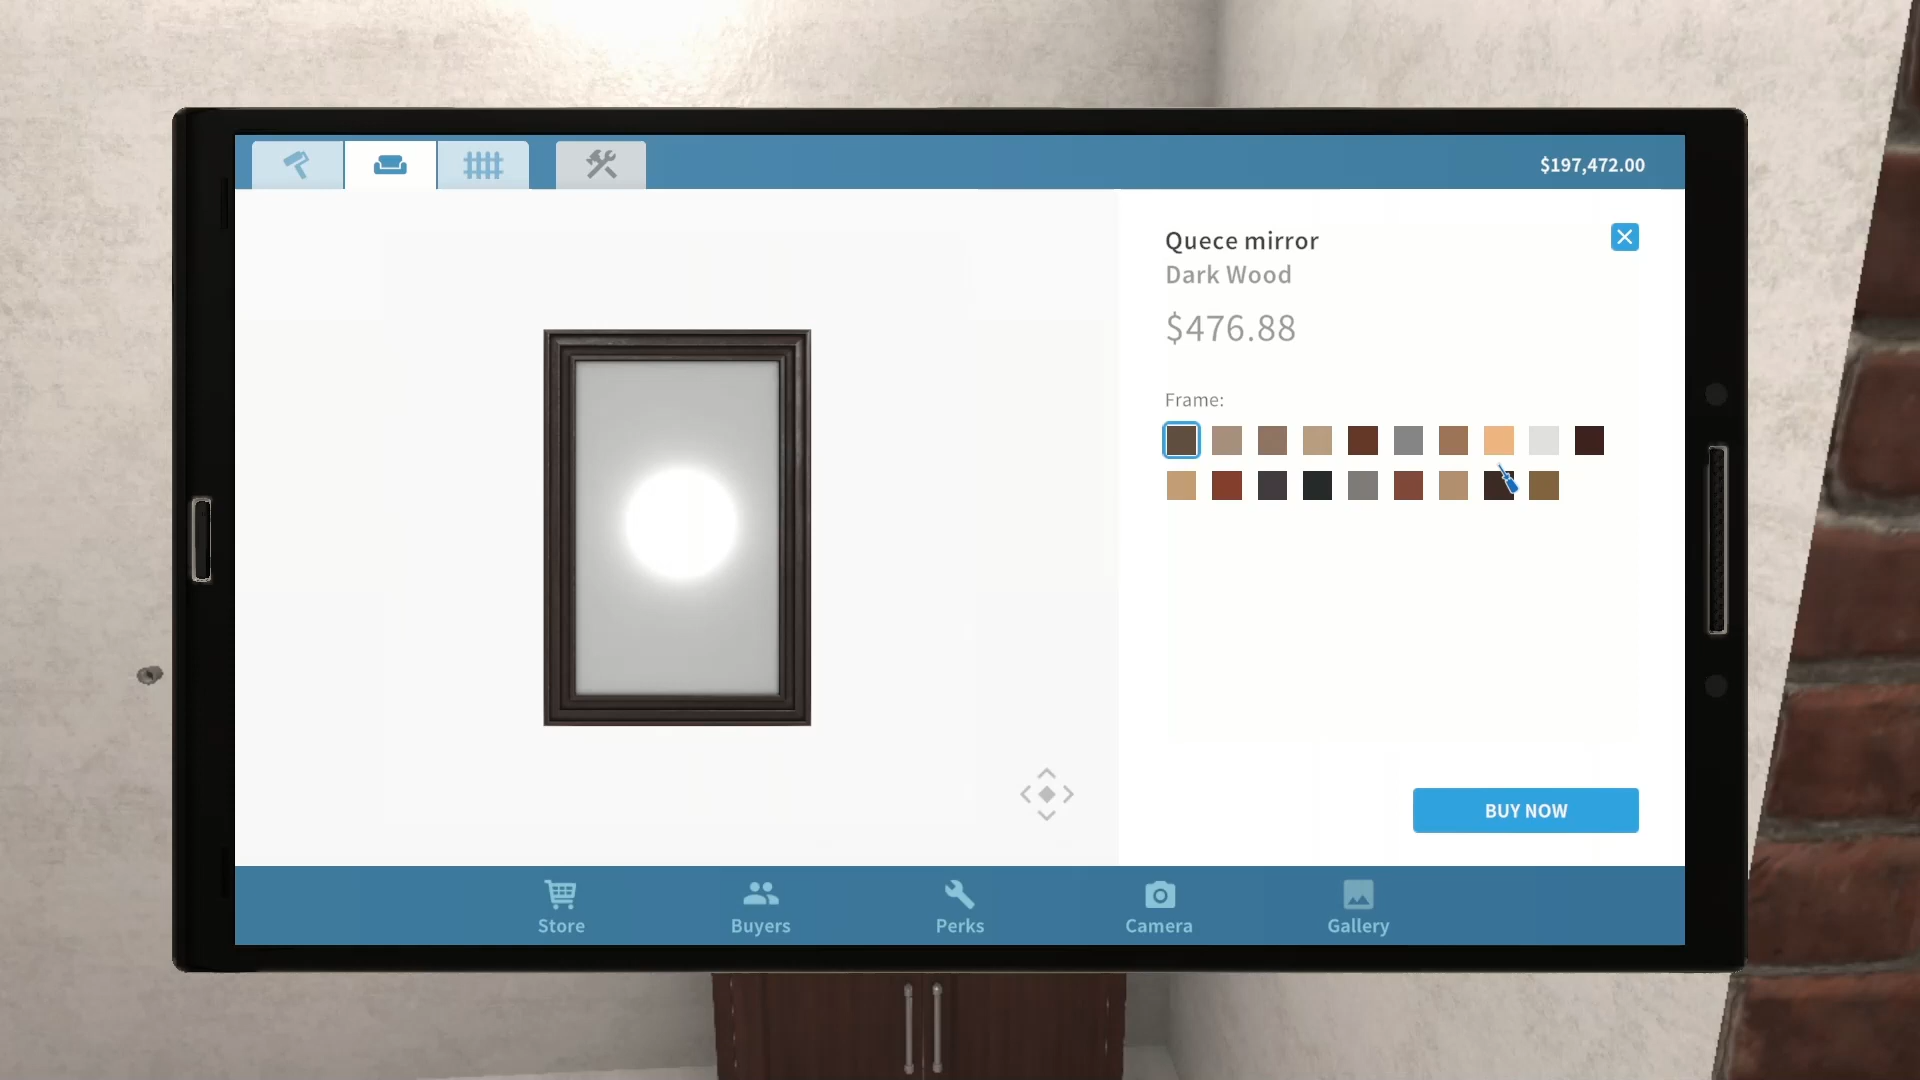 $197,472.00
Quece mirror
Dark Wood
$476.88
Frame:
BUY NOW
Store
Buyers
Perks
Camera
Gallery